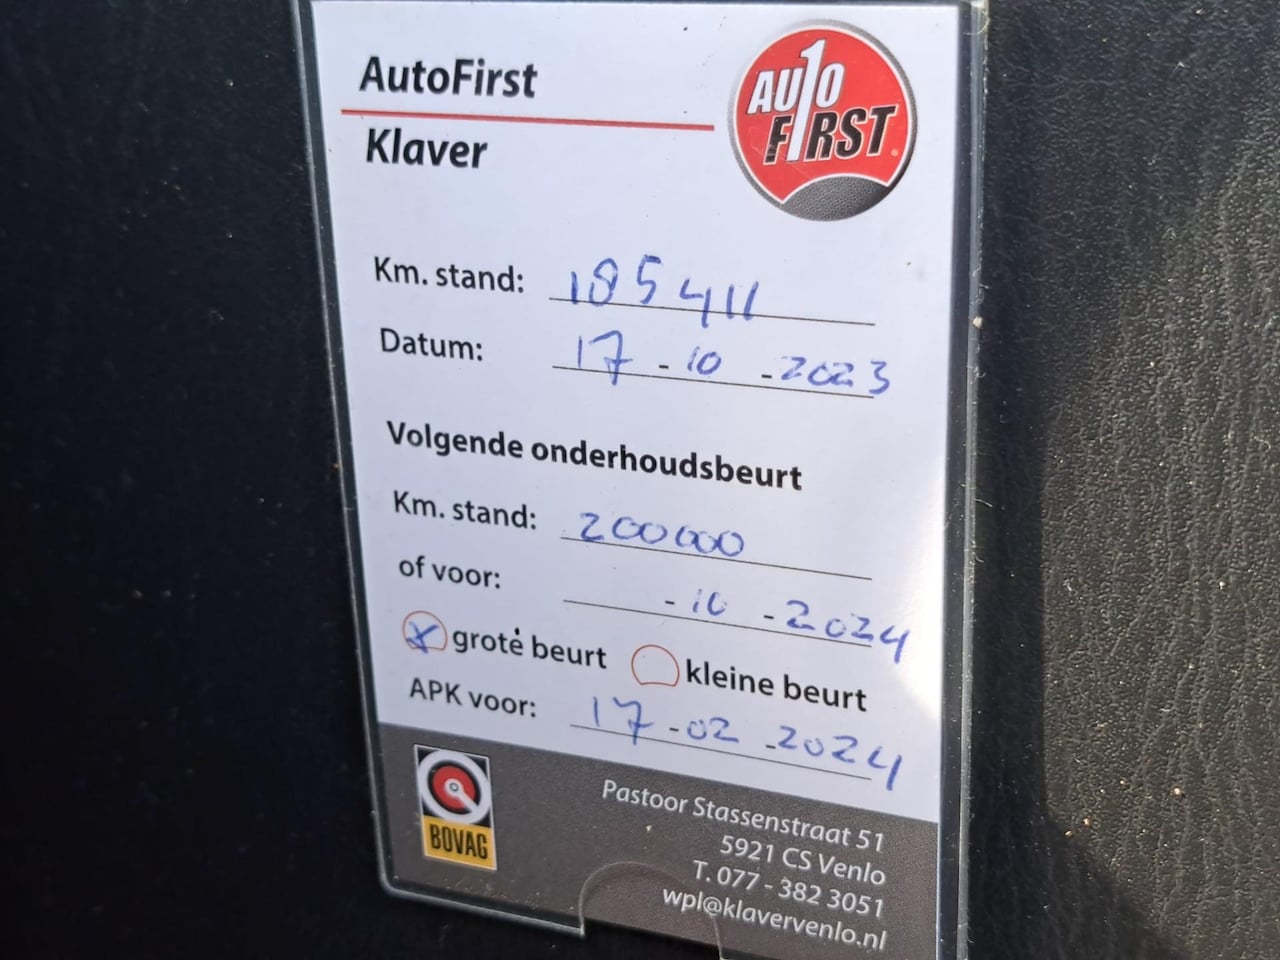 AutoFirst
Klaver
AUTO
FIRST
Km. stand: 185411
Datum: 17 - 10 - 2023
Volgende onderhoudsbeurt
Km. stand: 200000
of voor: - 10 - 2024
x grote beurt kleine beurt
APK voor: 17 - 02 - 2024
BOVAG
Pastoor Stassenstraat 51
5921 CS Venlo
T. 077 - 382 3051
wpl@klavervenlo.nl